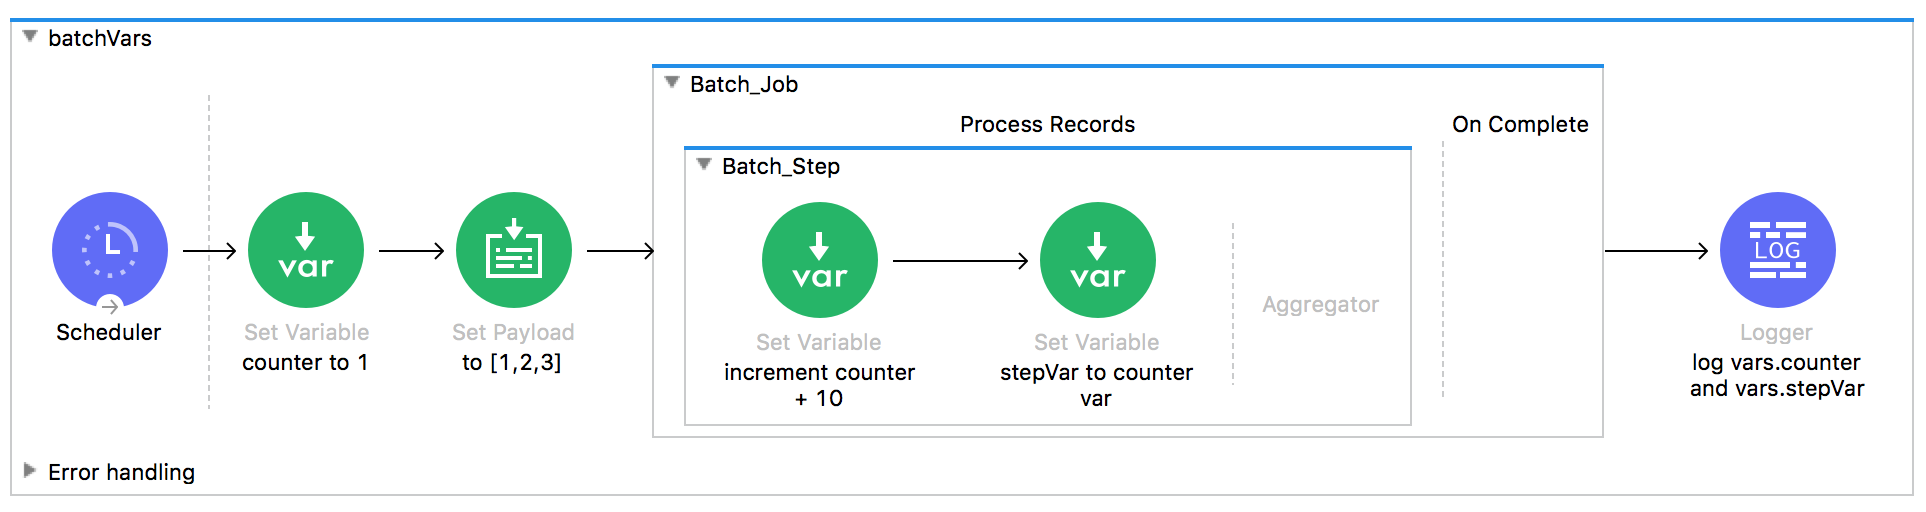 batchVars
Batch_Job
Process Records
On Complete
Batch_Step
var
var
var
LOG
Scheduler
Set Variable
counter to 1
Set Payload
to [1,2,3]
Set Variable
increment counter
+ 10
Set Variable
stepVar to counter
var
Aggregator
Logger
log vars.counter
and vars.stepVar
Error handling